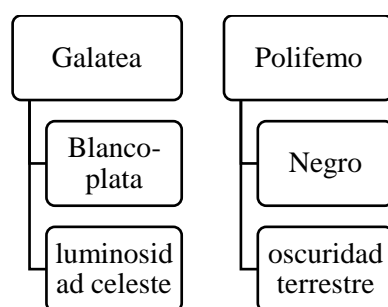 Galatea
Blanco-
plata
luminosid
ad celeste
Polifemo
Negro
oscuridad
terrestre